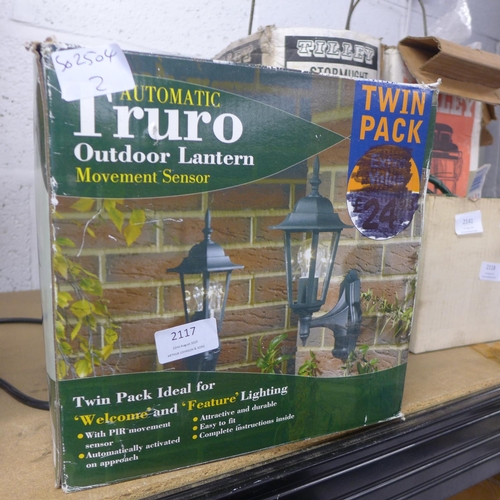 502504
2
AUTOMATIC
Truro
Outdoor Lantern
Movement Sensor
TWIN
PACK
24
2117
Twin Pack Ideal for
'Welcome' and 'Feature' Lighting
• With PIR movement
sensor
• Automatically activated
on approach
• Attractive and durable
• Easy to fit
• Complete instructions inside
TILLEY
STORMLIGHT